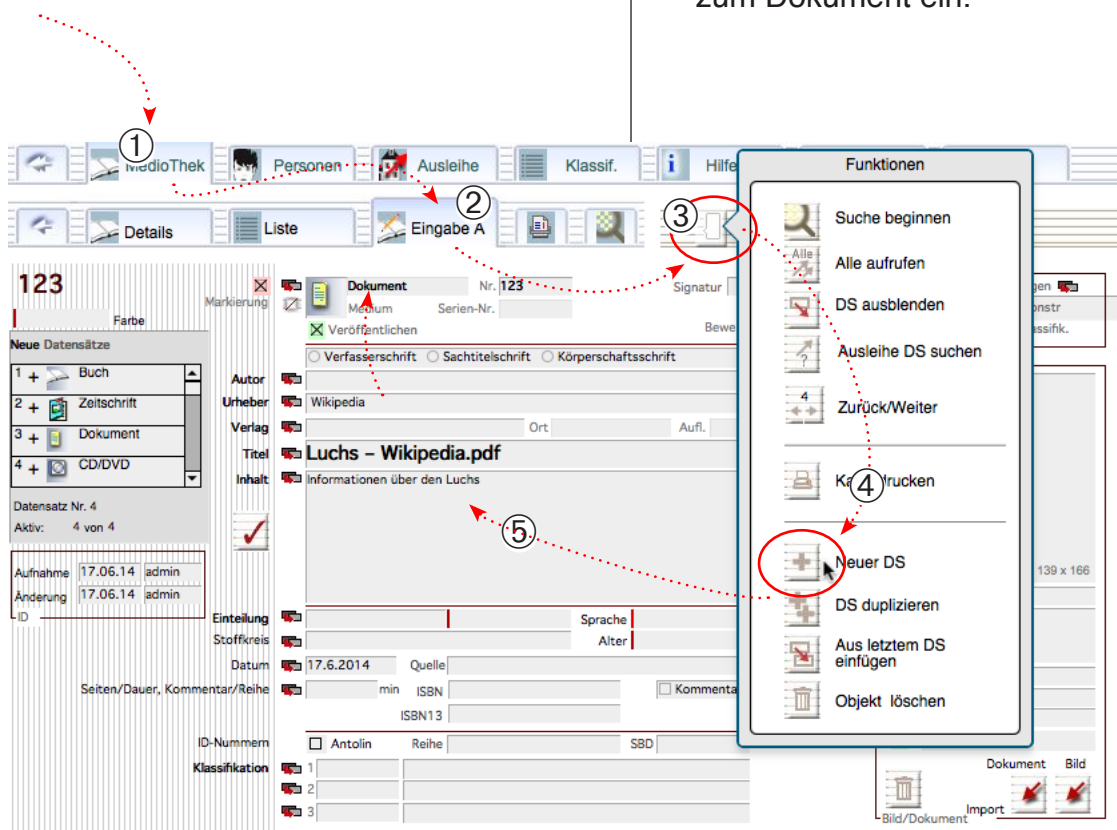 zum Dokument ein.
①
MedioThek
Personen
Ausleihe
Klassif.
i
Hilfe
Funktionen
Details
Liste
②
Eingabe A
③
Suche beginnen
Alle
Alle aufrufen
DS ausblenden
?
Ausleihe DS suchen
4
Zurück/Weiter
④
Neuer DS
DS duplizieren
Aus letztem DS
einfügen
Objekt löschen
123
Markierung
Farbe
Neue Datensätze
1 + Buch
2 + Zeitschrift
3 + Dokument
4 + CD/DVD
Datensatz Nr. 4
Aktiv: 4 von 4
Aufnahme 17.06.14 admin
Änderung 17.06.14 admin
ID
Dokument Nr. 123 Signatur
Medium Serien-Nr.
Veröffentlichen
Verfasserschrift Sachtitelschrift Körperschaftsschrift
Autor
Urheber Wikipedia
Verlag Ort Aufl.
Titel Luchs – Wikipedia.pdf
Inhalt Informationen über den Luchs
⑤
Einteilung Sprache
Stoffkreis Alter
Datum 17.6.2014 Quelle
Seiten/Dauer, Kommentar/Reihe min ISBN
ISBN13
ID-Nummern Antolin Reihe SBD
Klassifikation 1
2
3
139 x 166
Dokument Bild
Import
Bild/Dokument